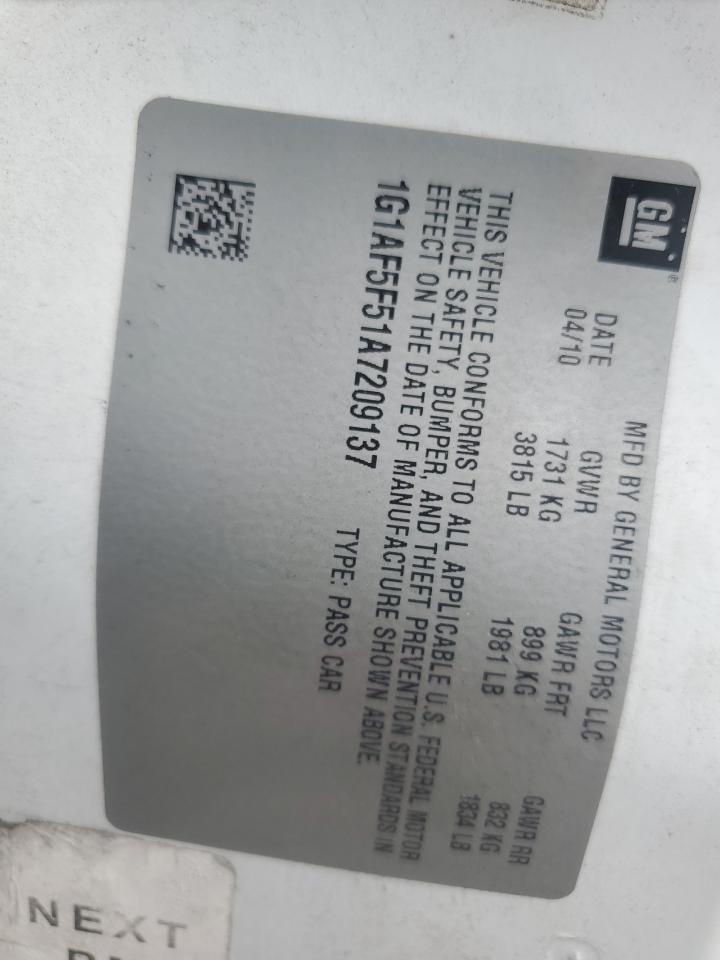 GM®
MFD BY GENERAL MOTORS LLC
DATE GVWR GAWR FRT GAWR RR
04/10 1731 KG 899 KG 832 KG
3815 LB 1981 LB 1834 LB
THIS VEHICLE CONFORMS TO ALL APPLICABLE U.S. FEDERAL MOTOR
VEHICLE SAFETY, BUMPER, AND THEFT PREVENTION STANDARDS IN
EFFECT ON THE DATE OF MANUFACTURE SHOWN ABOVE.
1G1AF5F51A7209137 TYPE: PASS CAR
NEXT